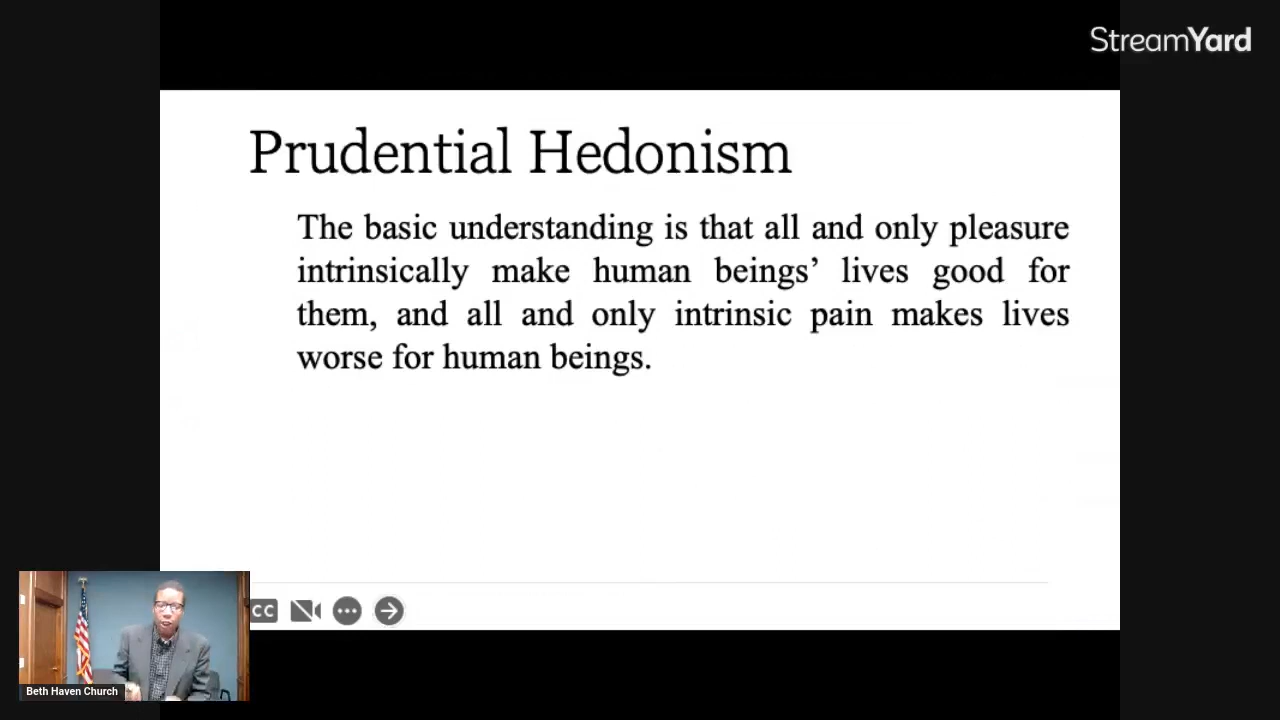 StreamYard
Prudential Hedonism
The basic understanding is that all and only pleasure
intrinsically make human beings’ lives good for
them, and all and only intrinsic pain makes lives
worse for human beings.
CC
Beth Haven Church